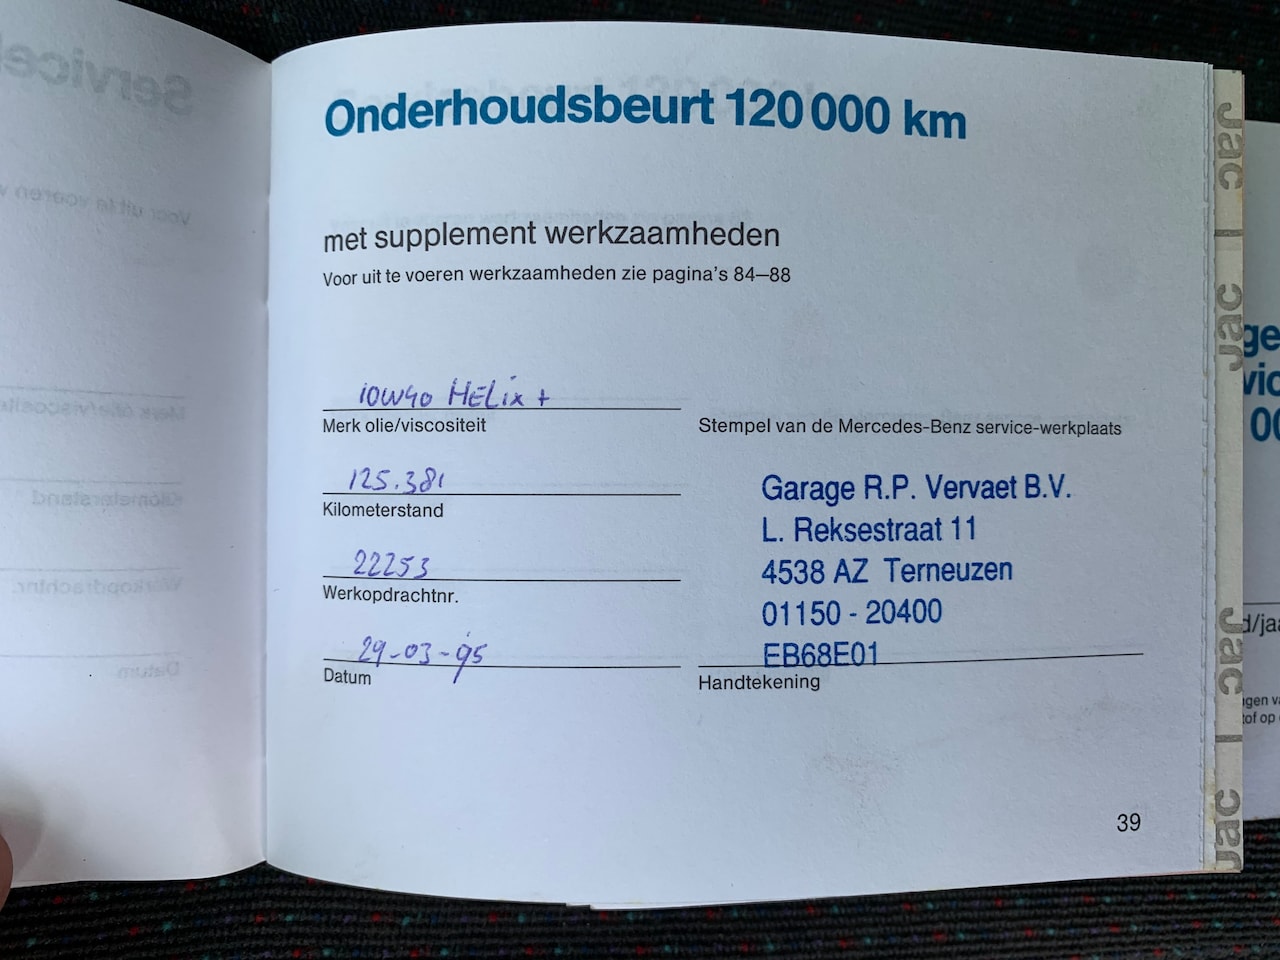 Onderhoudsbeurt 120 000 km
met supplement werkzaamheden
Voor uit te voeren werkzaamheden zie pagina's 84–88
10W40 HELix +
Merk olie/viscositeit
125.381
Kilometerstand
22253
Werkopdrachtnr.
29-03-95
Datum
Stempel van de Mercedes-Benz service-werkplaats
Garage R.P. Vervaet B.V.
L. Reksestraat 11
4538 AZ Terneuzen
01150 - 20400
EB68E01
Handtekening
39
Jac
Jac
Jac
Jac